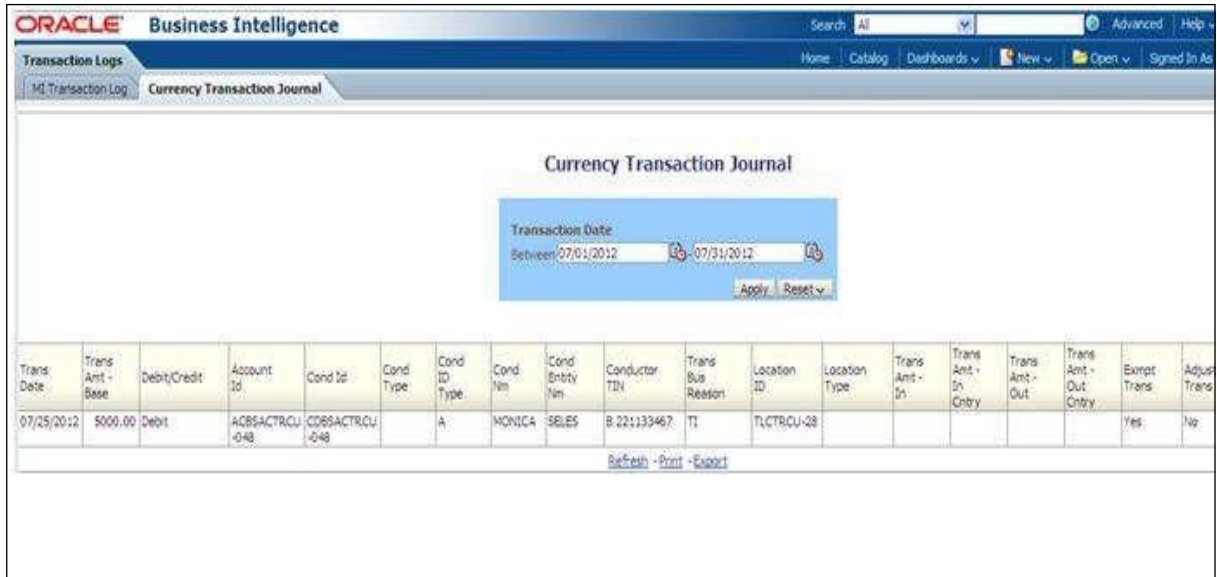 ORACLE Business Intelligence Search All Advanced Help
Transaction Logs Home Catalog Dashboards New Open Signed In As
MI Transaction Log Currency Transaction Journal
Currency Transaction Journal
Transaction Date
Between 07/01/2012 - 07/31/2012
Apply Reset
Trans Date Trans Amt - Base Debit/Credit Account Id Cond Id Cond Type Cond ID Type Cond Nm Cond Entity Nm Conductor TIN Trans Bus Reason Location ID Location Type Trans Amt - In Trans Amt - In Cntry Trans Amt - Out Trans Amt - Out Cntry Exmpt Trans Adjust Trans
07/25/2012 5000.00 Debit ACBSACTRCU-048 CDBSACTRCU-048 A MONICA SELES B 221133467 TI TLCTRCU-28 Yes No
Refresh - Print - Export